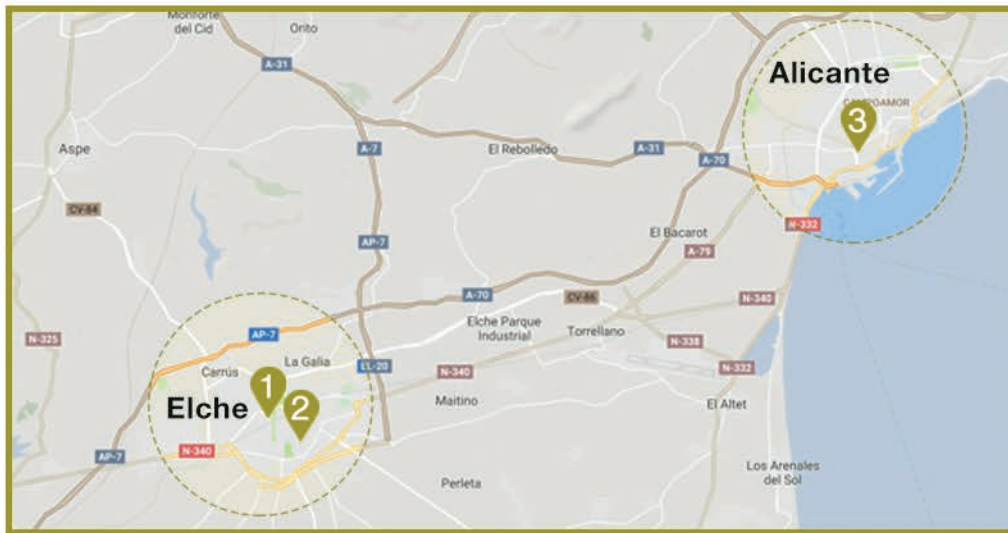 Monforte
del Cid
Orito
A-31
Alicante
CAMPOAMOR
3
Aspe
A-7
El Rebolledo
A-31
A-70
CV-84
El Bacarot
N-332
AP-7
A-79
A-70
CV-86
N-340
Elche Parque
Industrial
Torrellano
N-325
AP-7
La Galia
N-338
Carrús
EL-20
N-340
N-332
1
2
Maitino
Elche
El Altet
N-340
AP-7
Perleta
Los Arenales
del Sol